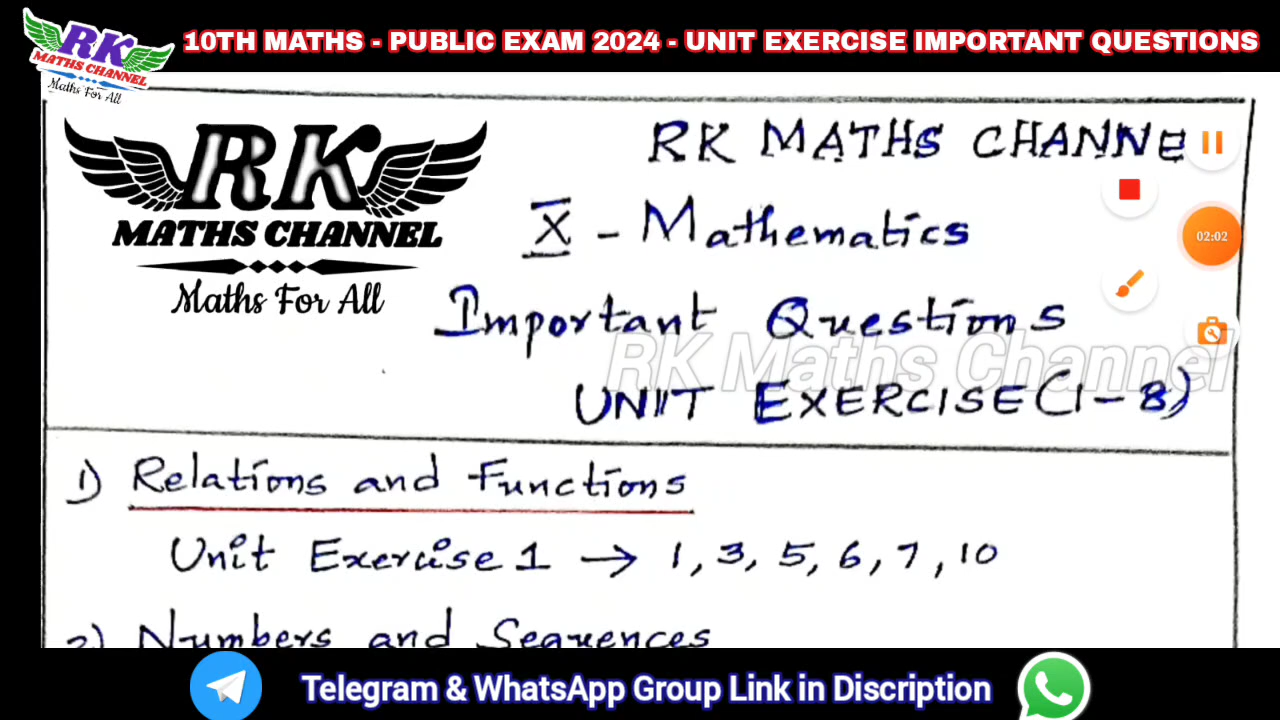 10TH MATHS - PUBLIC EXAM 2024 - UNIT EXERCISE IMPORTANT QUESTIONS
RK
MATHS CHANNEL
Maths For All
RK
MATHS CHANNEL
Maths For All
RK MATHS CHANNE
X - Mathematics
Important Questions
RK Maths Channel
UNIT EXERCISE (1-8)
02:02
1) Relations and Functions
Unit Exercise 1 → 1, 3, 5, 6, 7, 10
2) Numbers and Sequences
Telegram & WhatsApp Group Link in Discription